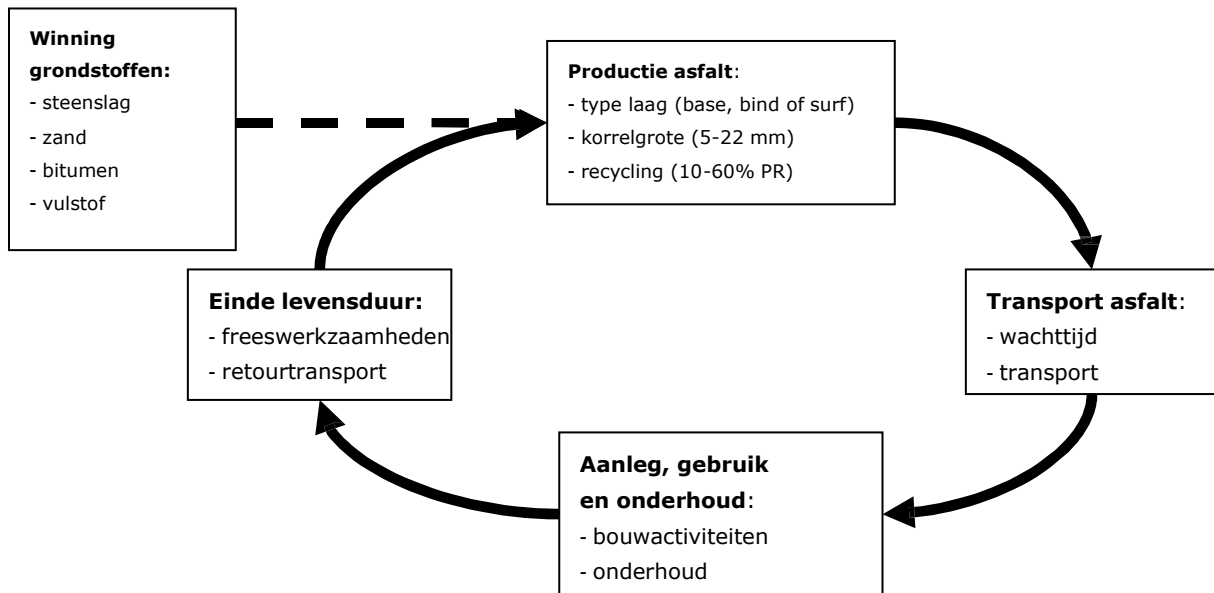 Winning
grondstoffen:
- steenslag
- zand
- bitumen
- vulstof
Productie asfalt:
- type laag (base, bind of surf)
- korrelgrote (5-22 mm)
- recycling (10-60% PR)
Einde levensduur:
- freeswerkzaamheden
- retourtransport
Transport asfalt:
- wachttijd
- transport
Aanleg, gebruik
en onderhoud:
- bouwactiviteiten
- onderhoud